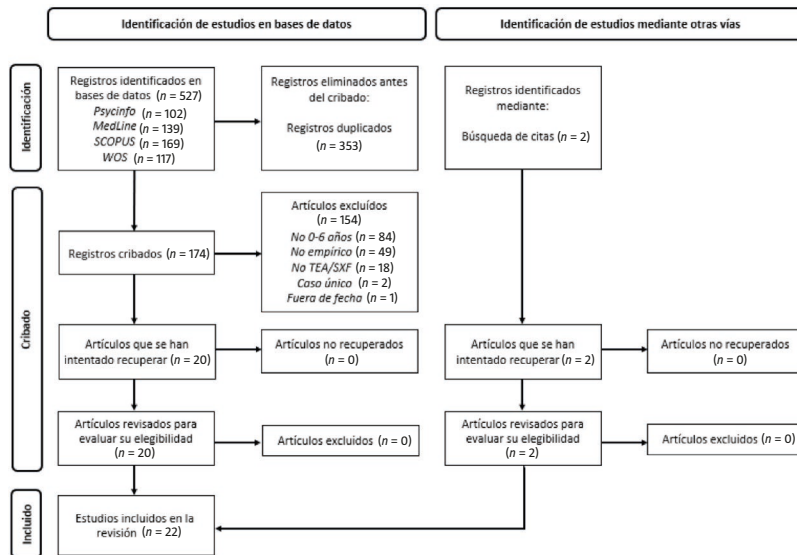 Identificación de estudios en bases de datos
Identificación de estudios mediante otras vías
Identificación
Registros identificados en
bases de datos (n = 527)
Psycinfo (n = 102)
MedLine (n = 139)
SCOPUS (n = 169)
WOS (n = 117)
Registros eliminados antes
del cribado:
Registros duplicados
(n = 353)
Registros identificados
mediante:
Búsqueda de citas (n = 2)
Cribado
Registros cribados (n = 174)
Artículos excluídos
(n = 154)
No 0-6 años (n = 84)
No empírico (n = 49)
No TEA/SXF (n = 18)
Caso único (n = 2)
Fuera de fecha (n = 1)
Artículos que se han
intentado recuperar (n = 20)
Artículos no recuperados
(n = 0)
Artículos que se han
intentado recuperar (n = 2)
Artículos no recuperados
(n = 0)
Artículos revisados para
evaluar su elegibilidad
(n = 20)
Artículos excluidos (n = 0)
Artículos revisados para
evaluar su elegibilidad
(n = 2)
Artículos excluidos (n = 0)
Incluido
Estudios incluidos en la
revisión (n = 22)